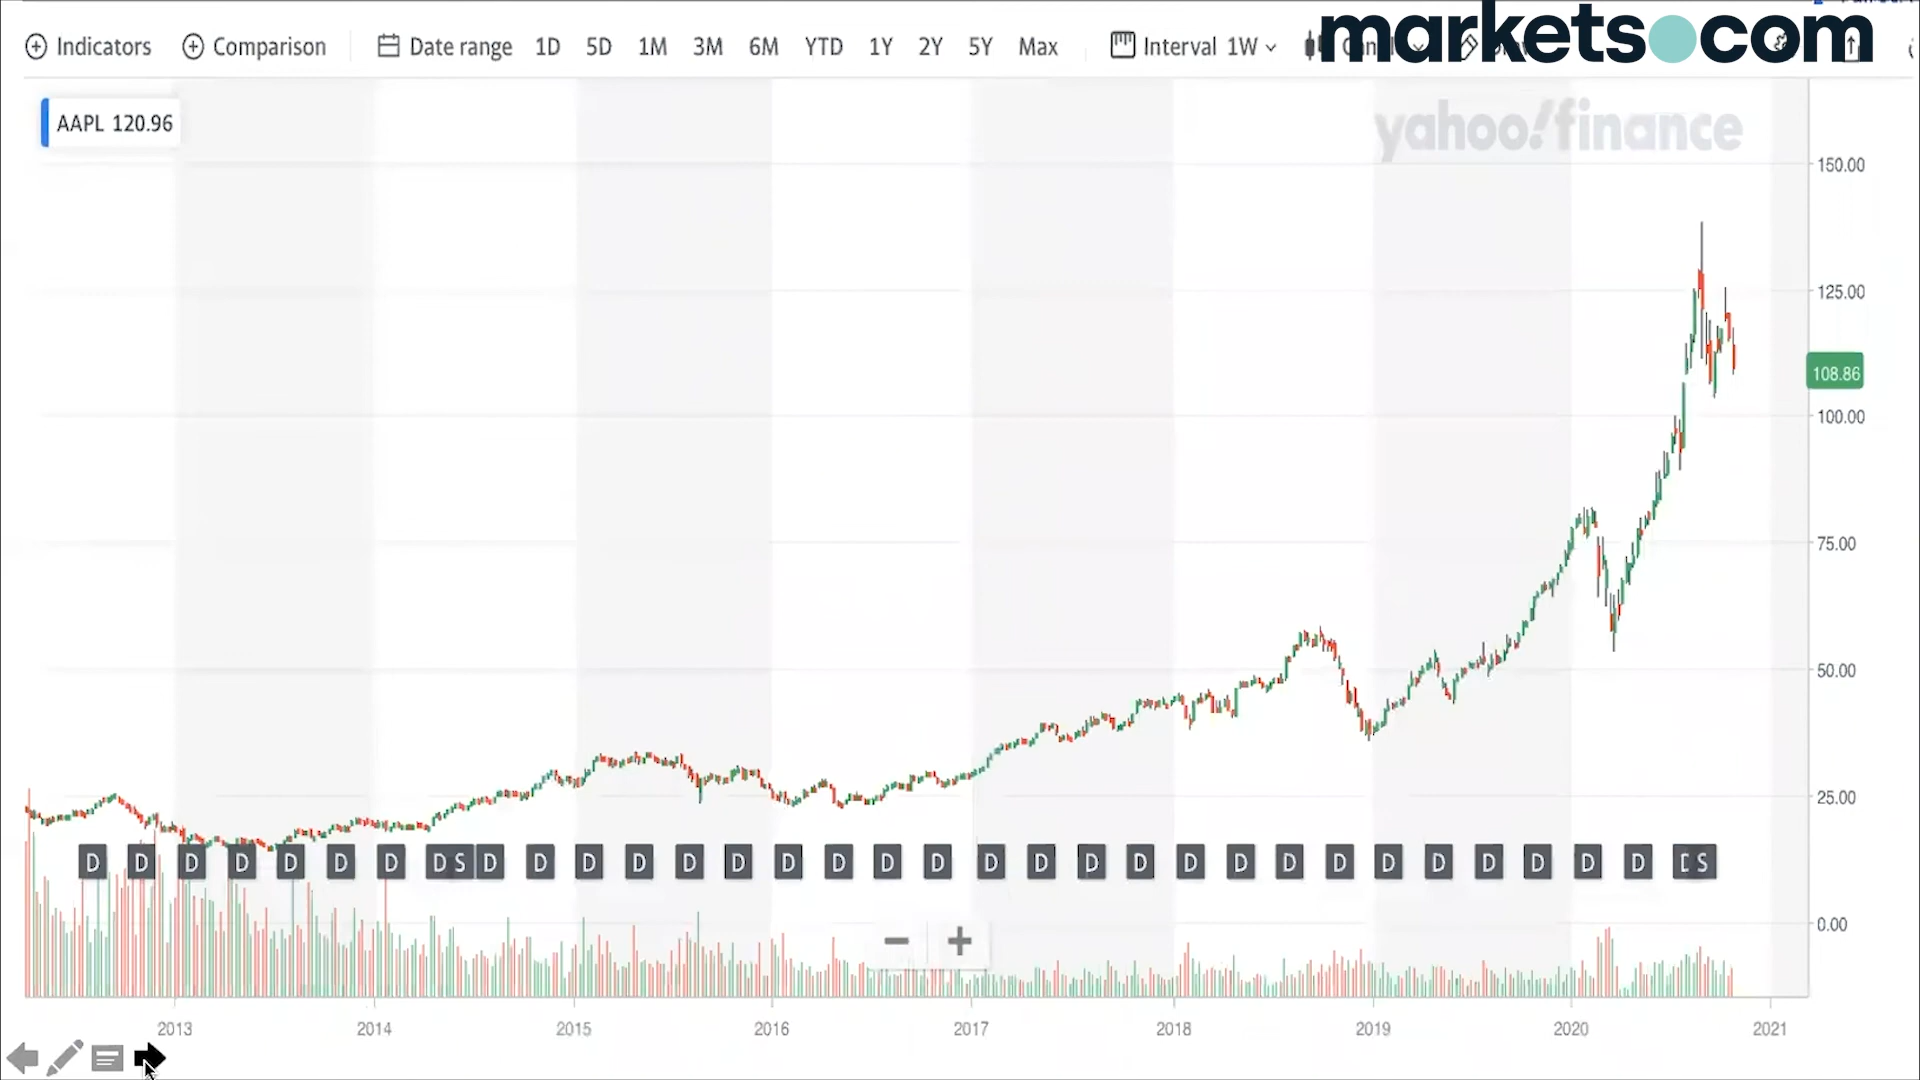 markets.com
Indicators Comparison Date range 1D 5D 1M 3M 6M YTD 1Y 2Y 5Y Max Interval 1W
AAPL 120.96
yahoo!finance
150.00
125.00
108.86
100.00
75.00
50.00
25.00
D D D D D D D D S D D D D D D D D D D D D D D D D D D D D D D D D D S
0.00
− +
2013 2014 2015 2016 2017 2018 2019 2020 2021